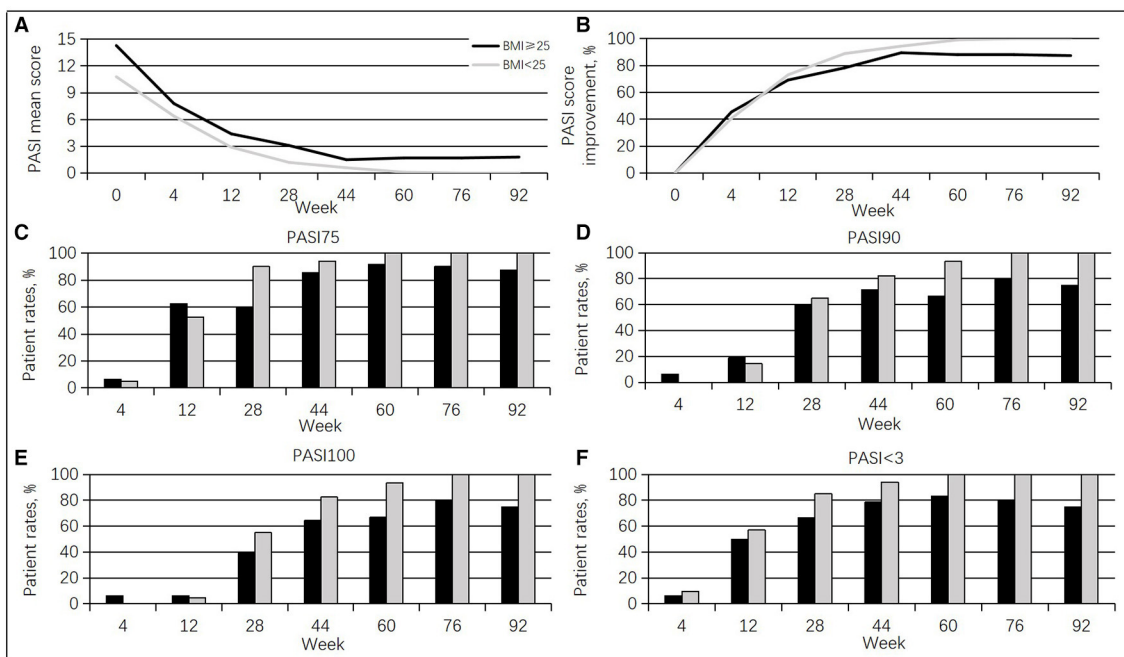 A
PASI mean score
15
12
9
6
3
0
BMI≥25
BMI<25
0 4 12 28 44 60 76 92
Week
B
PASI score
improvement, %
100
80
60
40
20
0
0 4 12 28 44 60 76 92
Week
C
PASI75
Patient rates, %
100
80
60
40
20
0
4 12 28 44 60 76 92
Week
D
PASI90
Patient rates, %
100
80
60
40
20
0
4 12 28 44 60 76 92
Week
E
PASI100
Patient rates, %
100
80
60
40
20
0
4 12 28 44 60 76 92
Week
F
PASI<3
Patient rates, %
100
80
60
40
20
0
4 12 28 44 60 76 92
Week